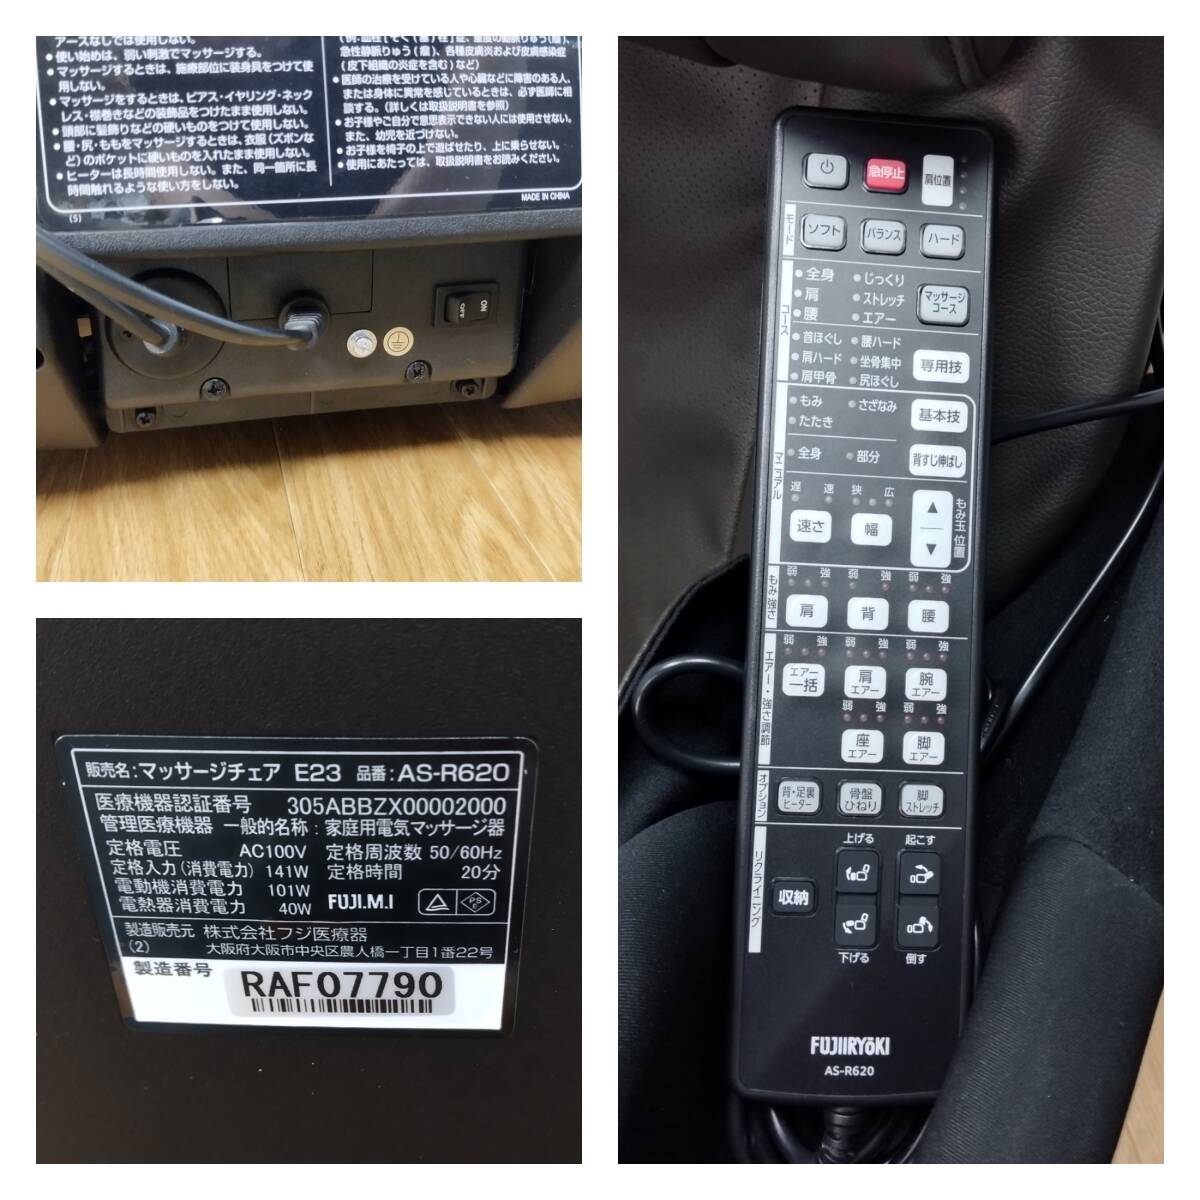 アースなしでは使用しない。
●使い始めは、弱い刺激でマッサージする。
●マッサージするときは、施療部位に装身具をつけて使
用しない。
●マッサージをするときは、ピアス・イヤリング・ネック
レス・襟巻きなどの装飾品をつけたまま使用しない。
●頭部に髪飾りなどの硬いものをつけて使用しない。
●腰・尻・ももをマッサージするときは、衣服(ズボンな
ど)のポケットに硬いものを入れたまま使用しない。
●ヒーターは長時間使用しない。また、同一箇所に長
時間触れるような使い方をしない。
急性静脈りゅう(瘤)、各種皮膚炎および皮膚感染症
(皮下組織の炎症を含む)など)
●医師の治療を受けている人や心臓などに障害のある人、
または身体に異常を感じているときは、必ず医師に相
談する。(詳しくは取扱説明書を参照)
●お子様やご自分で意思表示できない人には使用させない。
また、幼児を近づけない。
●お子様を椅子の上で遊ばせたり、上に乗らせない。
●使用にあたっては、取扱説明書をお読みください。
MADE IN CHINA
(5)
OFF ON
販売名:マッサージチェア E23 品番:AS-R620
医療機器認証番号 305ABBZX00002000
管理医療機器 一般的名称:家庭用電気マッサージ器
定格電圧 AC100V 定格周波数 50/60Hz
定格入力(消費電力) 141W 定格時間 20分
電動機消費電力 101W
電熱器消費電力 40W FUJI.M.I
PS
E
製造販売元 株式会社フジ医療器
(2) 大阪府大阪市中央区農人橋一丁目1番22号
製造番号
RAF07790
急停止 肩位置
モード
ソフト バランス ハード
コース
全身 じっくり
肩 ストレッチ
腰 エアー
マッサージ
コース
首ほぐし 腰ハード
肩ハード 坐骨集中
肩甲骨 尻ほぐし
専用技
マニュアル
もみ さざなみ
たたき
基本技
全身 部分
背すじ伸ばし
遅 速 狭 広
速さ 幅
▲
▼
もみ玉位置
もみ強さ
弱 強 弱 強 弱 強
肩 背 腰
エアー・強さ調節
弱 強 弱 強 弱 強
エアー
一括
肩
エアー
腕
エアー
弱 強 弱 強
座
エアー
脚
エアー
オプション
背・足裏
ヒーター
骨盤
ひねり
脚
ストレッチ
リクライニング
上げる 起こす
収納
下げる 倒す
FUJIIRYŌKI
AS-R620